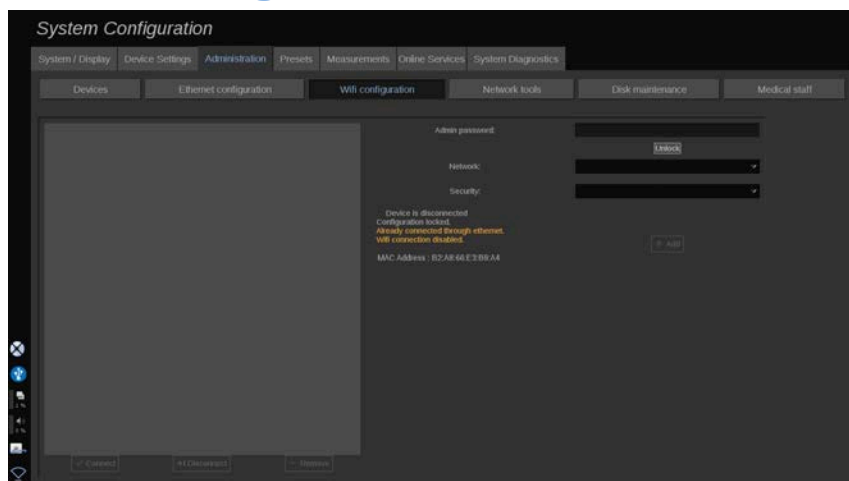 System Configuration
System / Display Device Settings Administration Presets Measurements Online Services System Diagnostics
Devices Ethernet configuration Wifi configuration Network tools Disk maintenance Medical staff
Admin password:
Unlock
Network:
Security:
Device is disconnected
Configuration locked.
Already connected through ethernet.
Wifi connection disabled.
+ Add
MAC Address : B2:A8:66:E3:B9:A4
Connect Disconnect Remove